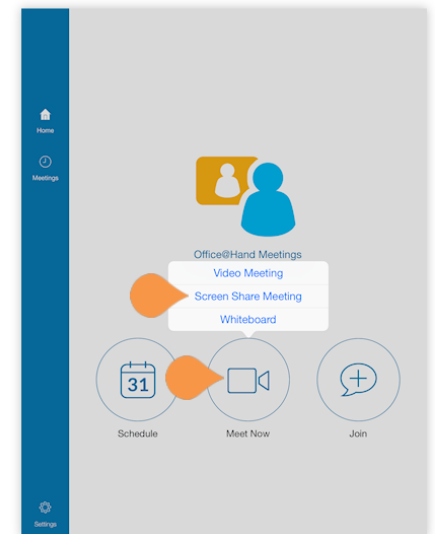 Home
Meetings
Office@Hand Meetings
Video Meeting
Screen Share Meeting
Whiteboard
31
Schedule
Meet Now
Join
Settings